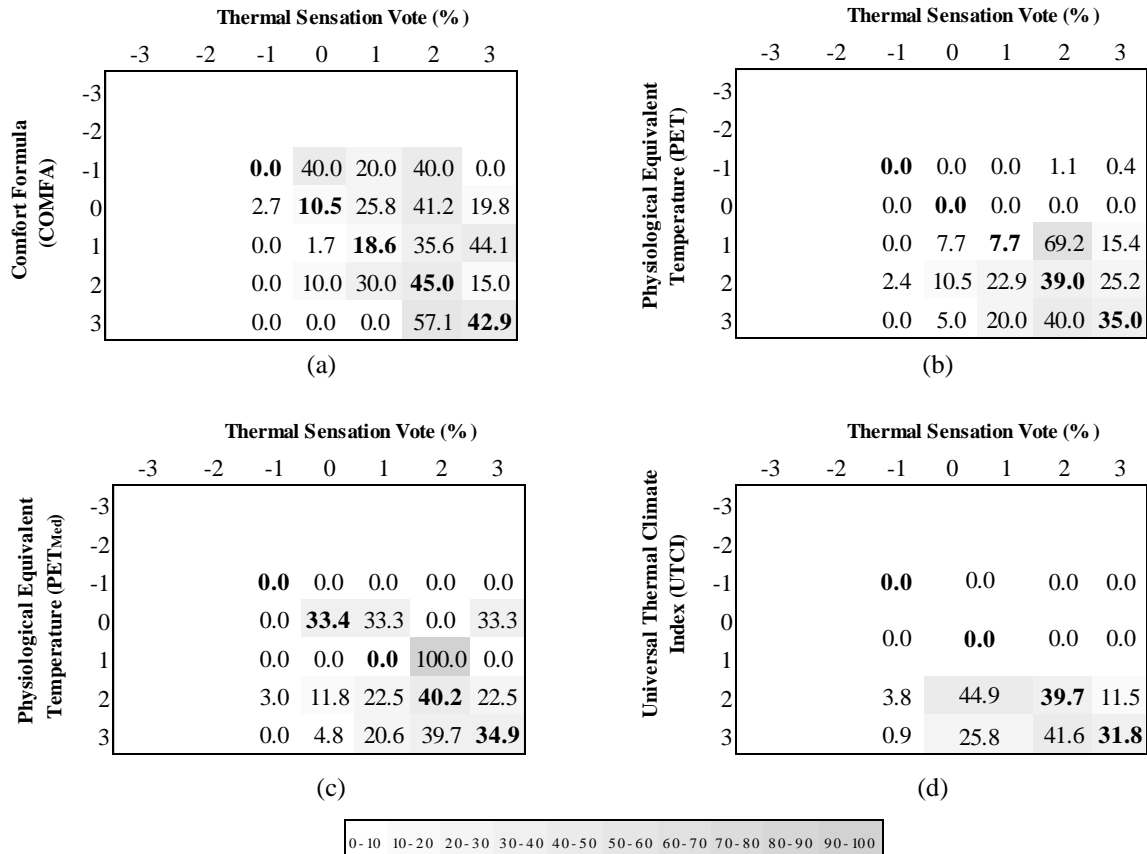 Thermal Sensation Vote (%)
-3 -2 -1 0 1 2 3
Comfort Formula
(COMFA)
-3
-2
-1 0.0 40.0 20.0 40.0 0.0
0 2.7 10.5 25.8 41.2 19.8
1 0.0 1.7 18.6 35.6 44.1
2 0.0 10.0 30.0 45.0 15.0
3 0.0 0.0 0.0 57.1 42.9
(a)
Thermal Sensation Vote (%)
-3 -2 -1 0 1 2 3
Physiological Equivalent
Temperature (PET)
-3
-2
-1 0.0 0.0 0.0 1.1 0.4
0 0.0 0.0 0.0 0.0 0.0
1 0.0 7.7 7.7 69.2 15.4
2 2.4 10.5 22.9 39.0 25.2
3 0.0 5.0 20.0 40.0 35.0
(b)
Thermal Sensation Vote (%)
-3 -2 -1 0 1 2 3
Physiological Equivalent
Temperature (PETMed)
-3
-2
-1 0.0 0.0 0.0 0.0 0.0
0 0.0 33.4 33.3 0.0 33.3
1 0.0 0.0 0.0 100.0 0.0
2 3.0 11.8 22.5 40.2 22.5
3 0.0 4.8 20.6 39.7 34.9
(c)
Thermal Sensation Vote (%)
-3 -2 -1 0 1 2 3
Universal Thermal Climate
Index (UTCI)
-3
-2
-1 0.0 0.0 0.0 0.0
0
1 0.0 0.0 0.0 0.0
2 3.8 44.9 39.7 11.5
3 0.9 25.8 41.6 31.8
(d)
0-10 10-20 20-30 30-40 40-50 50-60 60-70 70-80 80-90 90-100